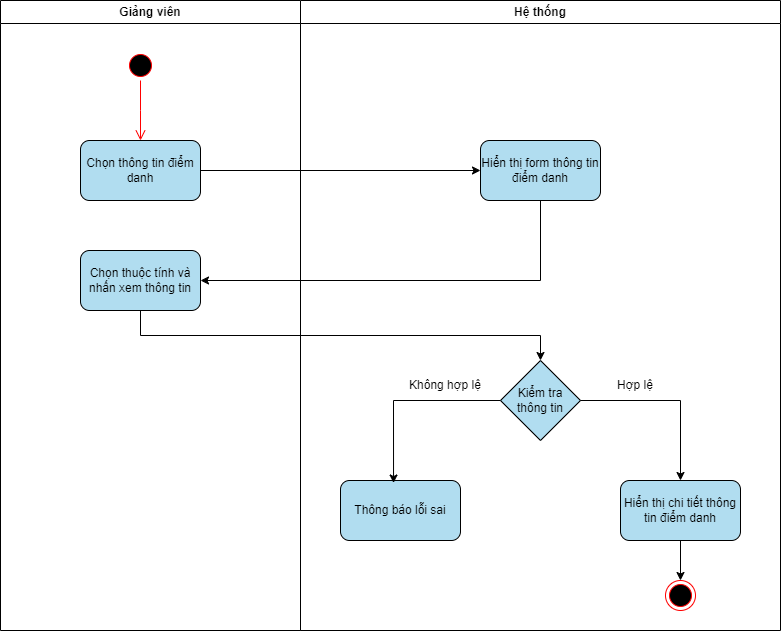 Giảng viên
Hệ thống
Chọn thông tin điểm
danh
Hiển thị form thông tin
điểm danh
Chọn thuộc tính và
nhấn xem thông tin
Kiểm tra
thông tin
Không hợp lệ
Hợp lệ
Thông báo lỗi sai
Hiển thị chi tiết thông
tin điểm danh